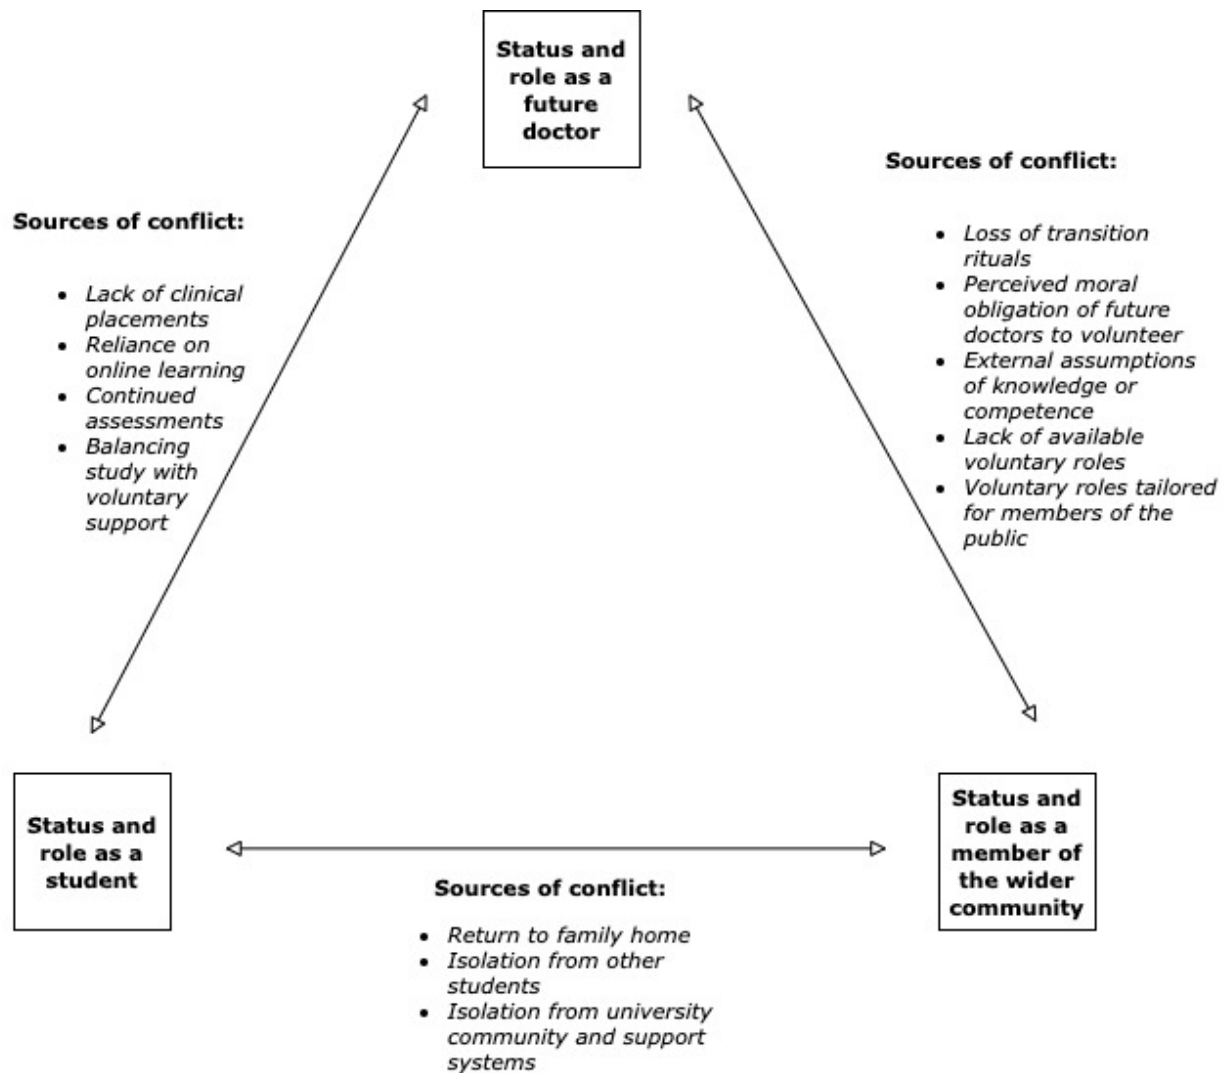 Status and
role as a
future
doctor
Sources of conflict:
• Loss of transition
rituals
• Perceived moral
obligation of future
doctors to volunteer
• External assumptions
of knowledge or
competence
• Lack of available
voluntary roles
• Voluntary roles tailored
for members of the
public
Sources of conflict:
• Lack of clinical
placements
• Reliance on
online learning
• Continued
assessments
• Balancing
study with
voluntary
support
Status and
role as a
student
Status and
role as a
member of
the wider
community
Sources of conflict:
• Return to family home
• Isolation from other
students
• Isolation from university
community and support
systems